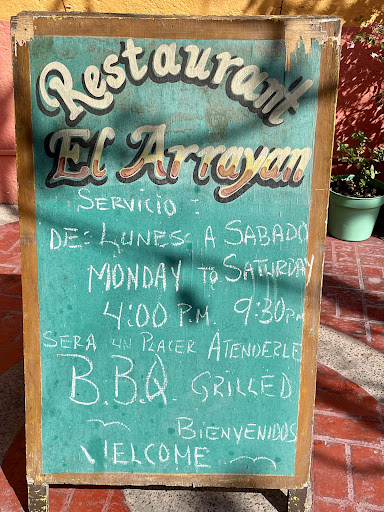 Restaurant
El Arrayan
SERVICIO :
DE: LUNES A SABADO
MONDAY To SATURDAY
4:00 P.M. 9:30 PM
SERA UN PLACER ATENDERLE
B.B.Q. GRILLED
BIENVENIDOS
WELCOME